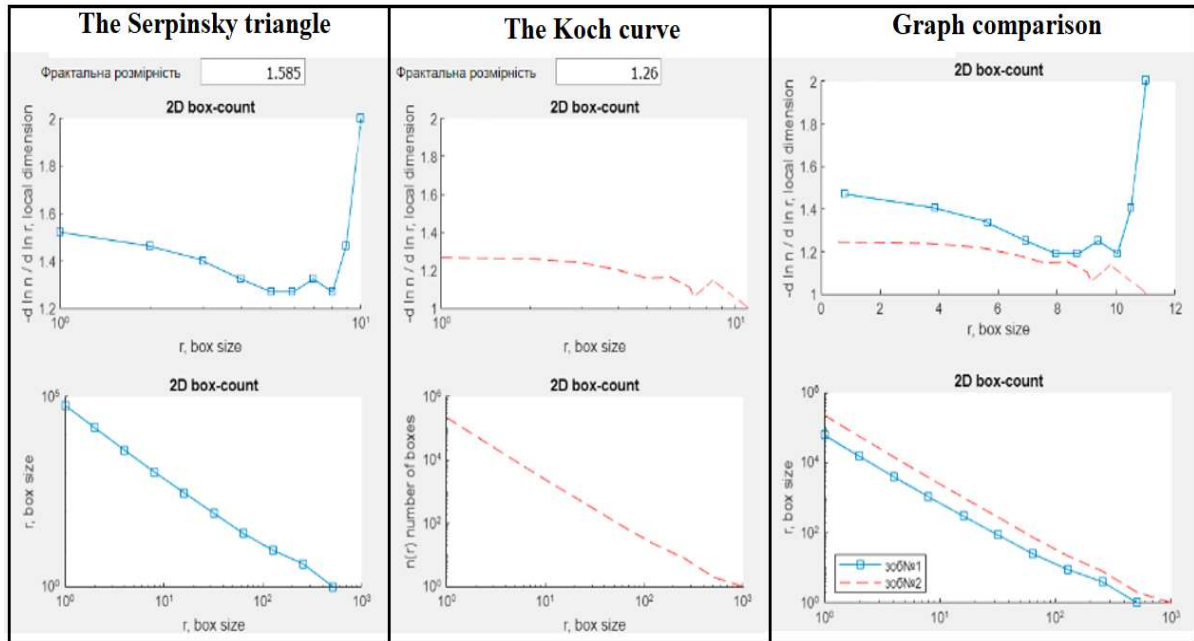 The Serpinsky triangle
Фрактальна розмірність 1.585
2D box-count
-d ln n / d ln r, local dimension
2
1.8
1.6
1.4
1.2
10⁰ 10¹
r, box size
2D box-count
r, box size
10⁵
10⁰
10⁰ 10¹ 10² 10³
r, box size
The Koch curve
Фрактальна розмірність 1.26
2D box-count
-d ln n / d ln r, local dimension
2
1.8
1.6
1.4
1.2
1
10⁰ 10¹
r, box size
2D box-count
n(r) number of boxes
10⁶
10⁴
10²
10⁰
10⁰ 10¹ 10² 10³
r, box size
Graph comparison
2D box-count
-d ln n / d ln r, local dimension
2
1.8
1.6
1.4
1.2
1
0 2 4 6 8 10 12
r, box size
2D box-count
r, box size
10⁶
10⁴
10²
10⁰
зоб№1
зоб№2
10⁰ 10¹ 10² 10³
r, box size